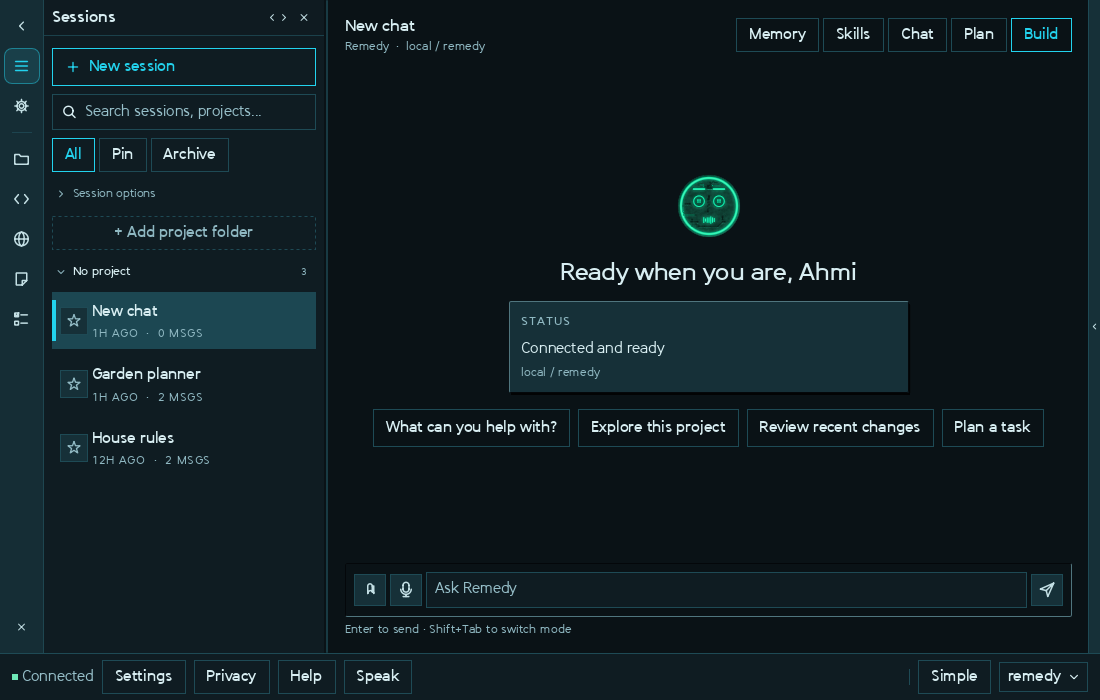 Sessions
New session
Search sessions, projects...
All
Pin
Archive
Session options
+ Add project folder
No project
3
New chat
1H AGO · 0 MSGS
Garden planner
1H AGO · 2 MSGS
House rules
12H AGO · 2 MSGS
New chat
Remedy · local / remedy
Memory
Skills
Chat
Plan
Build
Ready when you are, Ahmi
STATUS
Connected and ready
local / remedy
What can you help with?
Explore this project
Review recent changes
Plan a task
Ask Remedy
Enter to send · Shift+Tab to switch mode
Connected
Settings
Privacy
Help
Speak
Simple
remedy